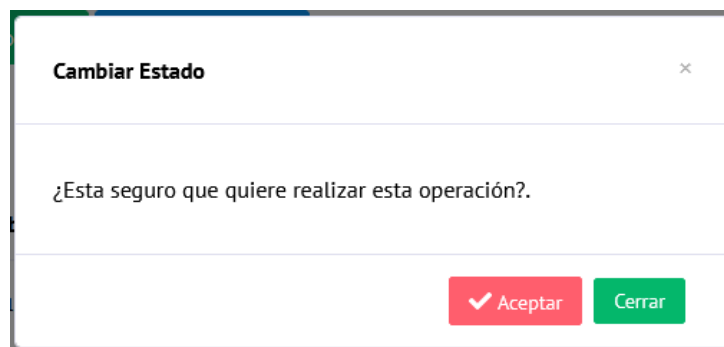 Cambiar Estado ×
¿Esta seguro que quiere realizar esta operación?.
Aceptar Cerrar